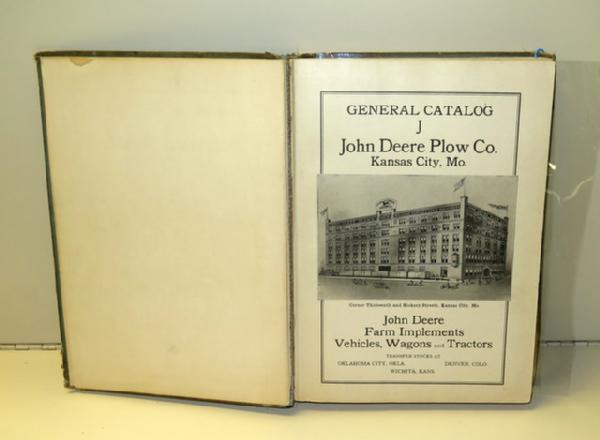 GENERAL CATALOG
J
John Deere Plow Co.
Kansas City, Mo.
Corner Thirteenth and Hickory Streets, Kansas City, Mo.
John Deere
Farm Implements
Vehicles, Wagons and Tractors
TRANSFER STOCKS AT
OKLAHOMA CITY, OKLA. DENVER, COLO.
WICHITA, KANS.